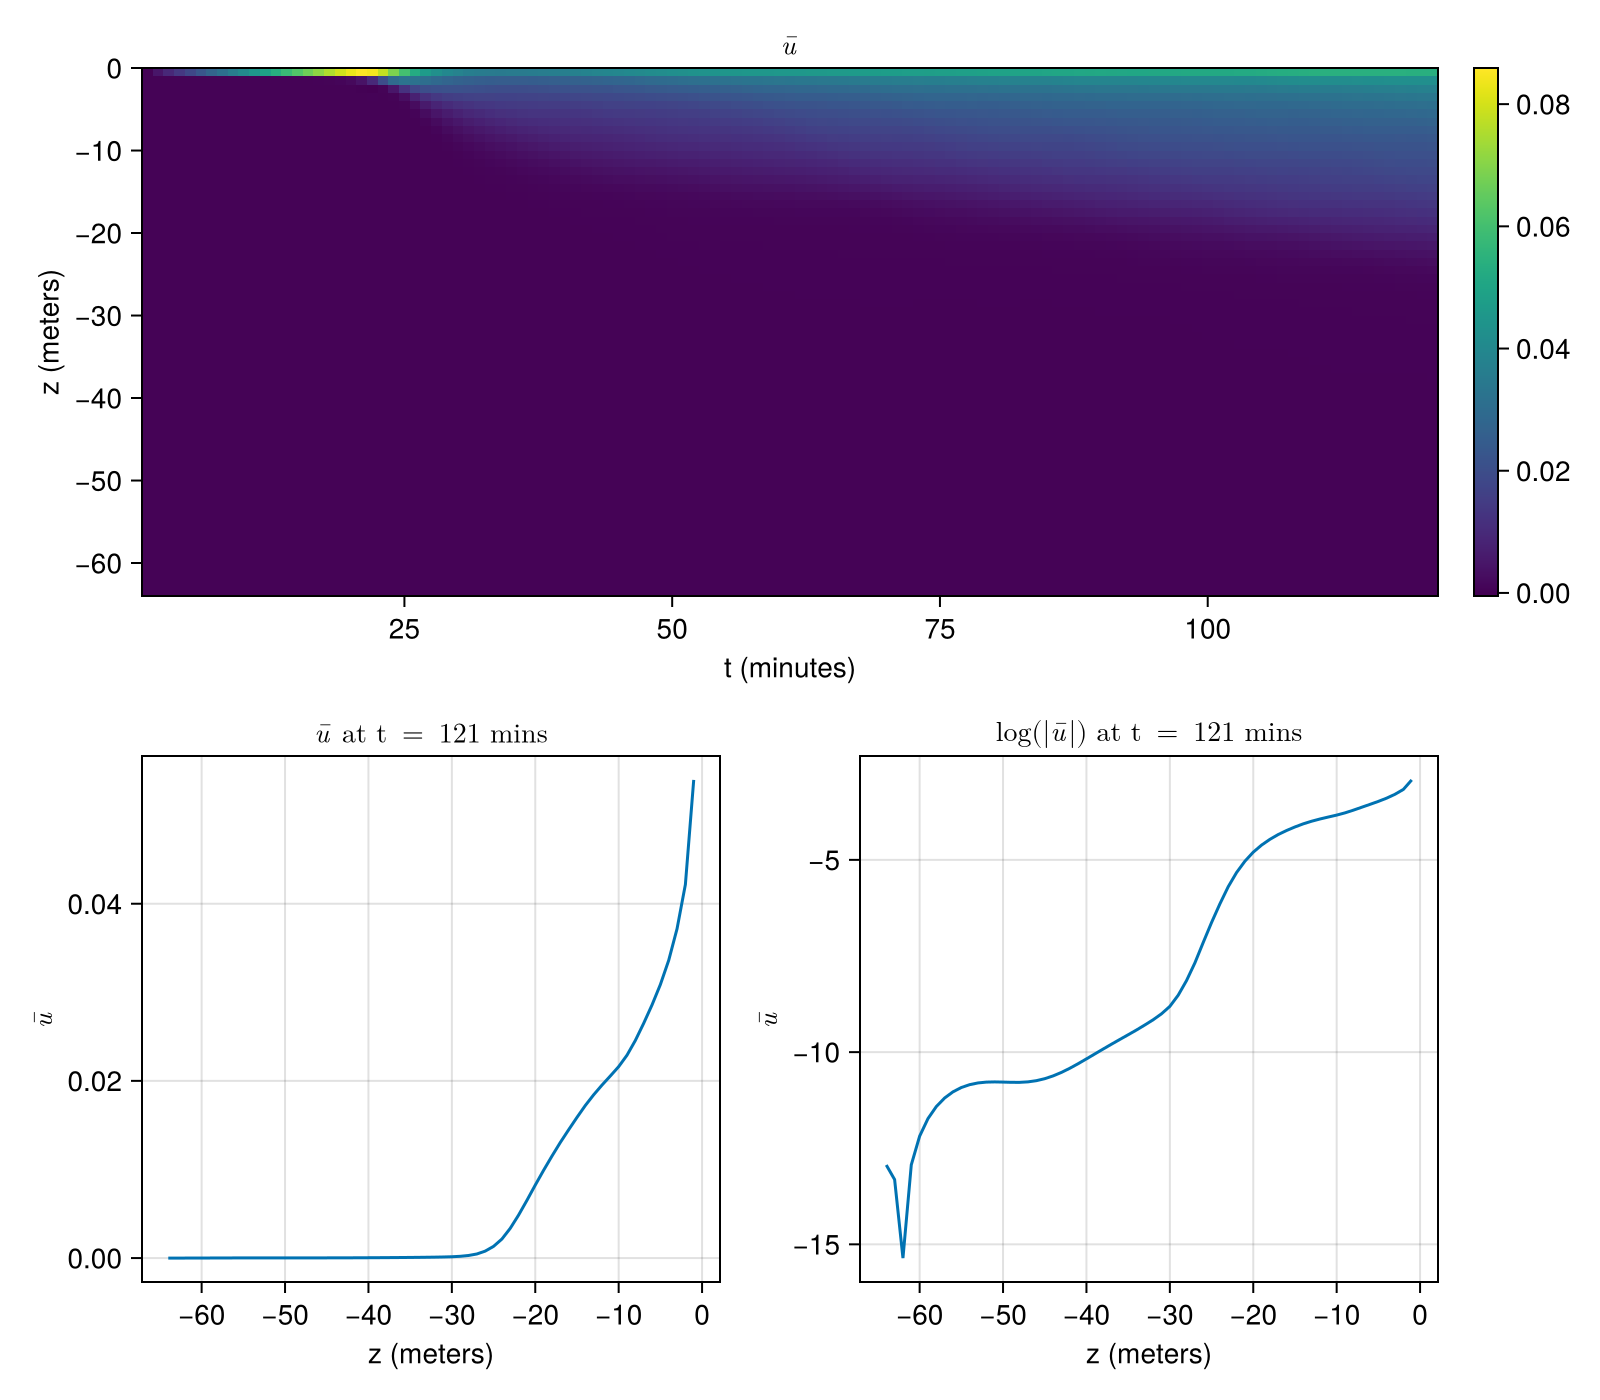 ū
0
−10
−20
−30
−40
−50
−60
z (meters)
25 50 75 100
t (minutes)
0.08
0.06
0.04
0.02
0.00
ū at t = 121 mins
0.04
0.02
0.00
ū
−60 −50 −40 −30 −20 −10 0
z (meters)
log(|ū|) at t = 121 mins
−5
−10
−15
ū
−60 −50 −40 −30 −20 −10 0
z (meters)